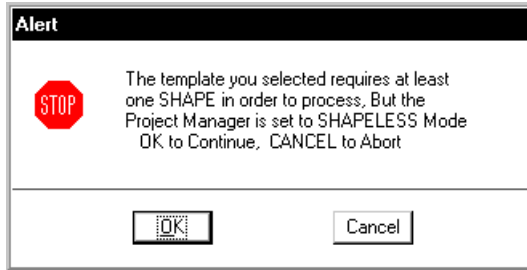 Alert
STOP
The template you selected requires at least
one SHAPE in order to process, But the
Project Manager is set to SHAPELESS Mode
OK to Continue, CANCEL to Abort
OK
Cancel